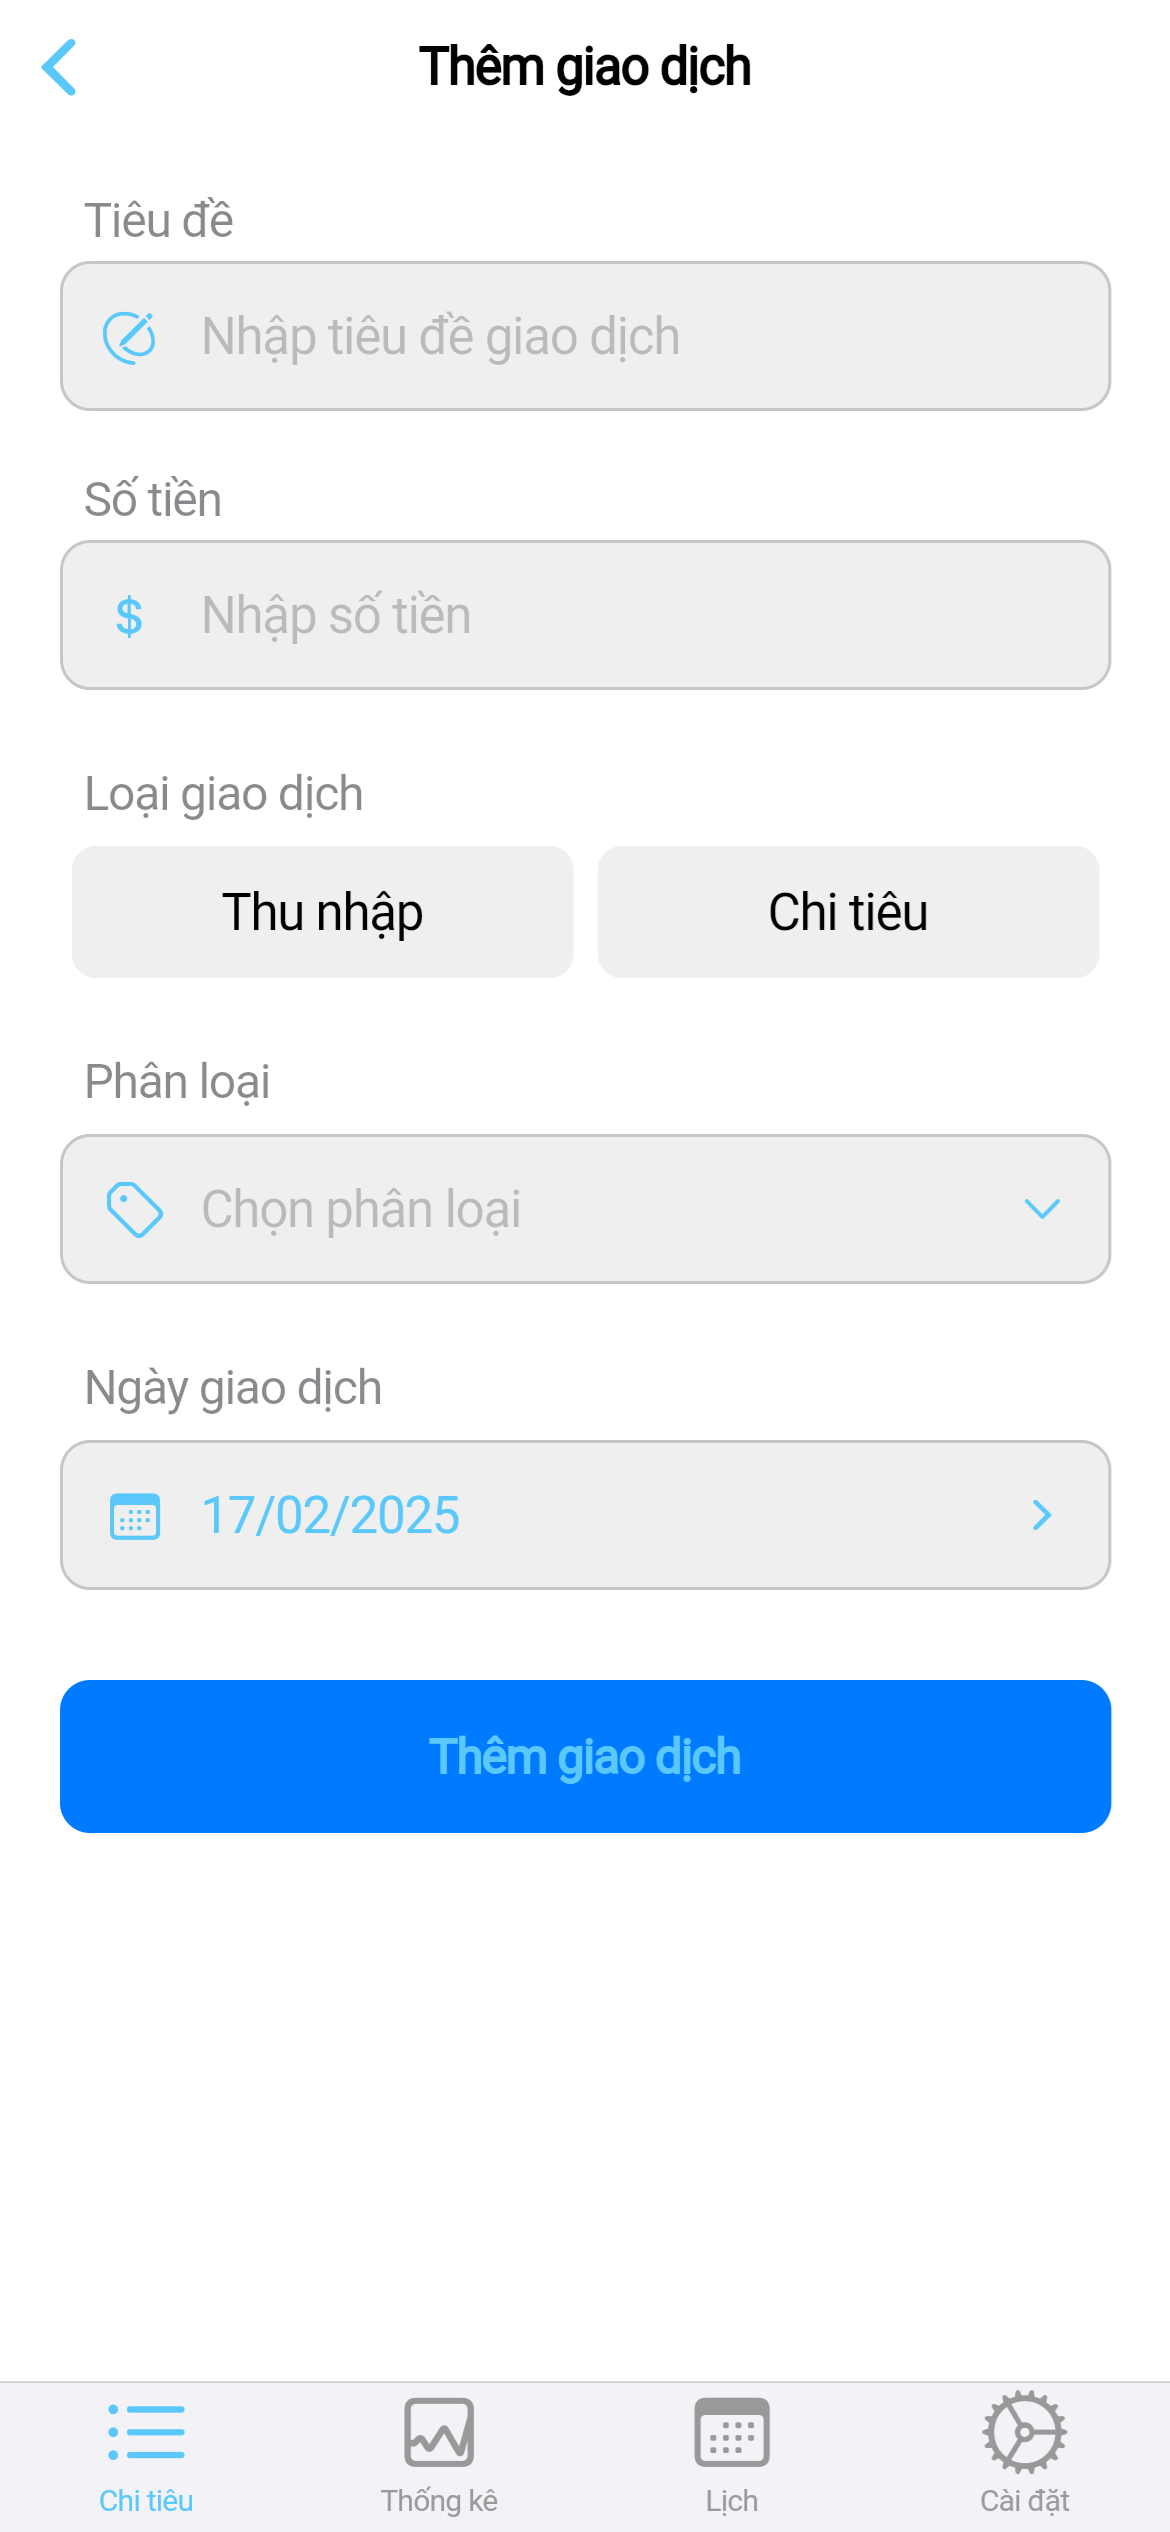 Thêm giao dịch
Tiêu đề
Nhập tiêu đề giao dịch
Số tiền
$ Nhập số tiền
Loại giao dịch
Thu nhập Chi tiêu
Phân loại
Chọn phân loại
Ngày giao dịch
17/02/2025
Thêm giao dịch
Chi tiêu Thống kê Lịch Cài đặt